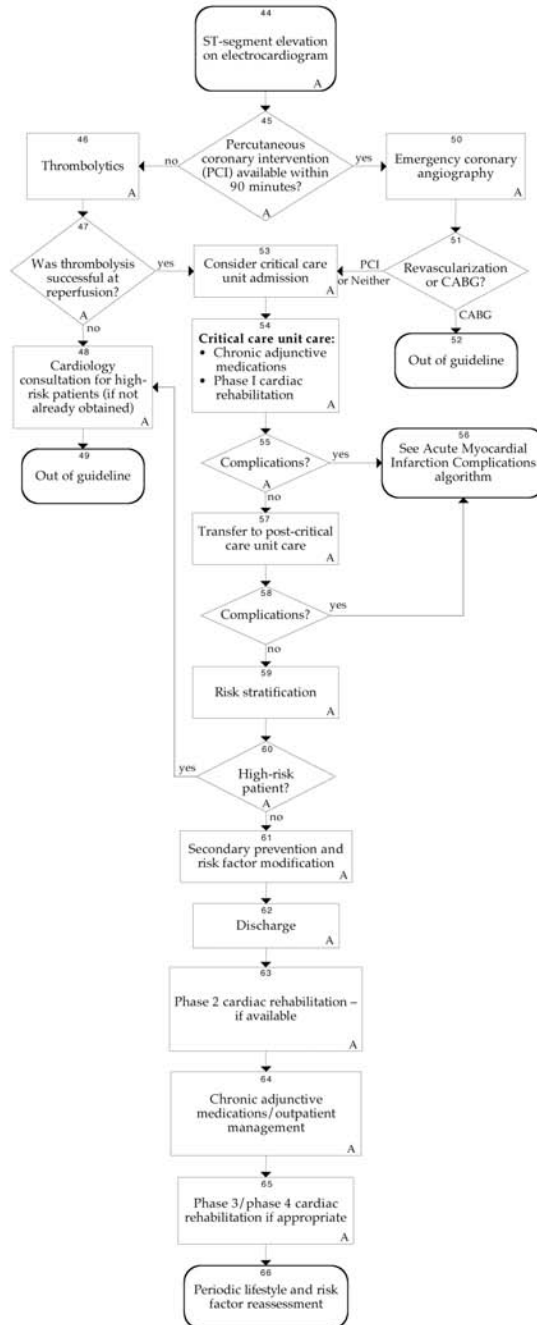 44
ST-segment elevation
on electrocardiogram
A
45
Percutaneous
coronary intervention
(PCI) available within
90 minutes?
A
no
yes
46
Thrombolytics
A
50
Emergency coronary
angiography
A
47
Was thrombolysis
successful at
reperfusion?
A
yes
no
53
Consider critical care
unit admission
A
PCI
or Neither
51
Revascularization
or CABG?
CABG
52
Out of guideline
54
Critical care unit care:
• Chronic adjunctive
medications
• Phase I cardiac
rehabilitation
A
48
Cardiology
consultation for high-
risk patients (if not
already obtained)
A
49
Out of guideline
55
Complications?
A
yes
no
56
See Acute Myocardial
Infarction Complications
algorithm
57
Transfer to post-critical
care unit care
A
58
Complications?
yes
no
59
Risk stratification
A
60
High-risk
patient?
A
yes
no
61
Secondary prevention and
risk factor modification
A
62
Discharge
A
63
Phase 2 cardiac rehabilitation –
if available
A
64
Chronic adjunctive
medications/outpatient
management
A
65
Phase 3/phase 4 cardiac
rehabilitation if appropriate
A
66
Periodic lifestyle and risk
factor reassessment